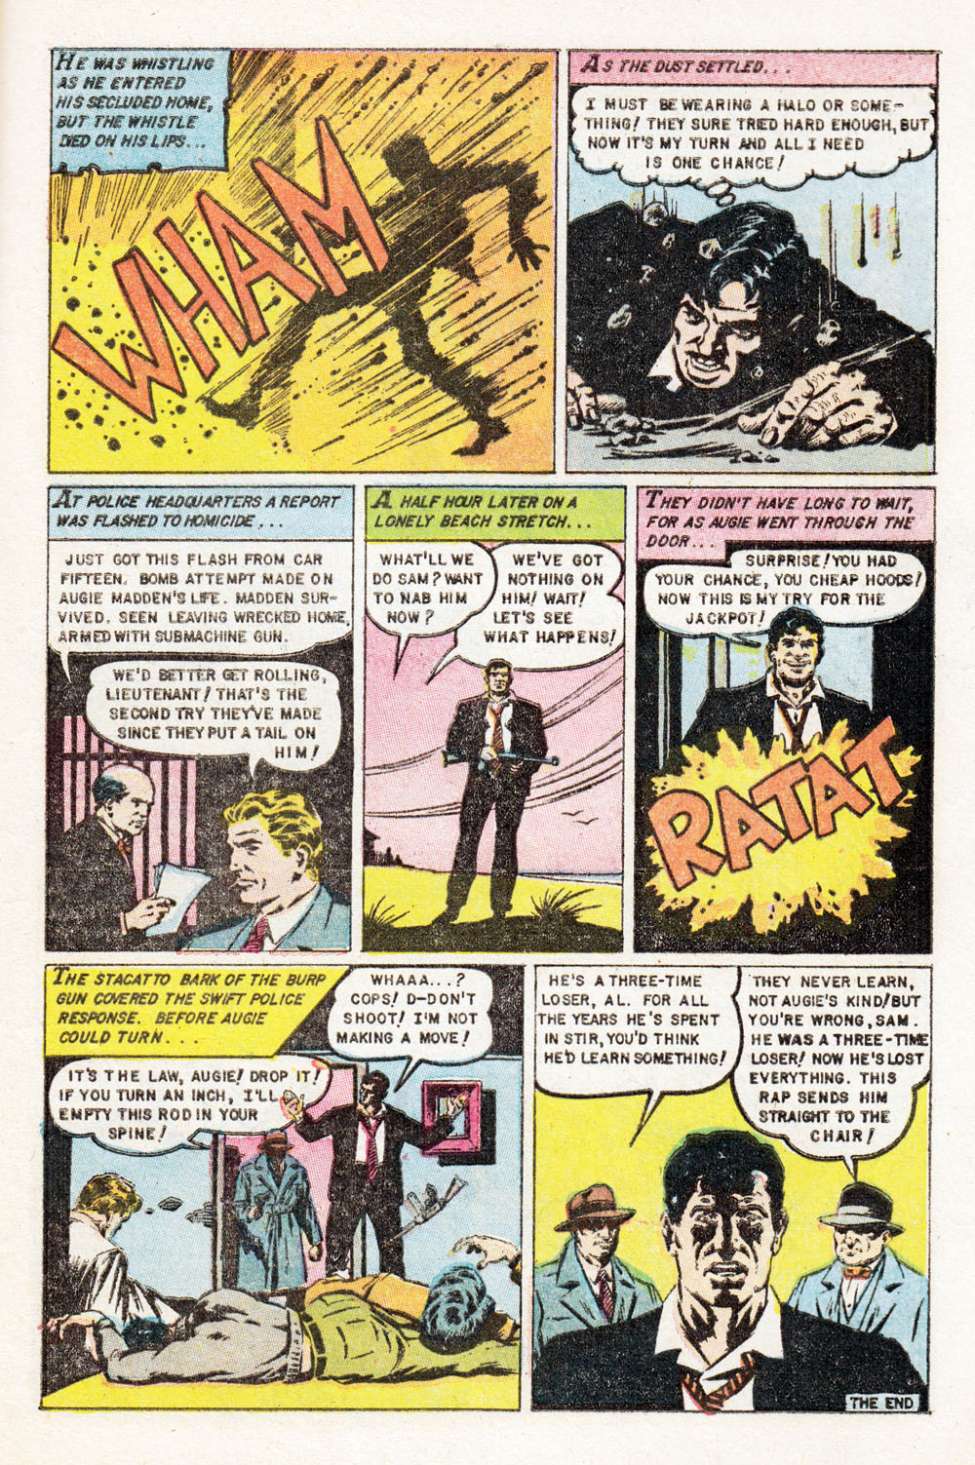 HE WAS WHISTLING
AS HE ENTERED
HIS SECLUDED HOME,
BUT THE WHISTLE
DIED ON HIS LIPS...
WHAM
AS THE DUST SETTLED...
I MUST BE WEARING A HALO OR SOME-
THING! THEY SURE TRIED HARD ENOUGH, BUT
NOW IT'S MY TURN AND ALL I NEED
IS ONE CHANCE!
AT POLICE HEADQUARTERS A REPORT
WAS FLASHED TO HOMICIDE...
JUST GOT THIS FLASH FROM CAR
FIFTEEN. BOMB ATTEMPT MADE ON
AUGIE MADDEN'S LIFE. MADDEN SUR-
VIVED. SEEN LEAVING WRECKED HOME,
ARMED WITH SUBMACHINE GUN.
WE'D BETTER GET ROLLING,
LIEUTENANT! THAT'S THE
SECOND TRY THEY'VE MADE
SINCE THEY PUT A TAIL ON
HIM!
A HALF HOUR LATER ON A
LONELY BEACH STRETCH...
WHAT'LL WE
DO SAM? WANT
TO NAB HIM
NOW?
WE'VE GOT
NOTHING ON
HIM! WAIT!
LET'S SEE
WHAT HAPPENS!
THEY DIDN'T HAVE LONG TO WAIT,
FOR AS AUGIE WENT THROUGH THE
DOOR...
SURPRISE! YOU HAD
YOUR CHANCE, YOU CHEAP HOODS!
NOW THIS IS MY TRY FOR THE
JACKPOT!
RATAT
THE STACATTO BARK OF THE BURP
GUN COVERED THE SWIFT POLICE
RESPONSE. BEFORE AUGIE
COULD TURN...
IT'S THE LAW, AUGIE! DROP IT!
IF YOU TURN AN INCH, I'LL
EMPTY THIS ROD IN YOUR
SPINE!
WHAAA...?
COPS! D-DON'T
SHOOT! I'M NOT
MAKING A MOVE!
HE'S A THREE-TIME
LOSER, AL. FOR ALL
THE YEARS HE'S SPENT
IN STIR, YOU'D THINK
HE'D LEARN SOMETHING!
THEY NEVER LEARN,
NOT AUGIE'S KIND! BUT
YOU'RE WRONG, SAM.
HE WAS A THREE-TIME
LOSER! NOW HE'S LOST
EVERYTHING. THIS
RAP SENDS HIM
STRAIGHT TO THE
CHAIR!
THE END